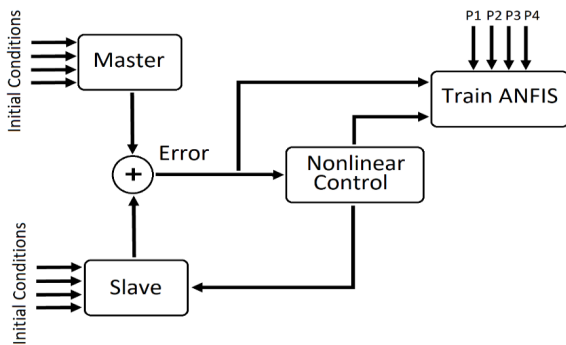 P1 P2 P3 P4
Initial Conditions
Master
Train ANFIS
Error
+
Nonlinear
Control
Initial Conditions
Slave